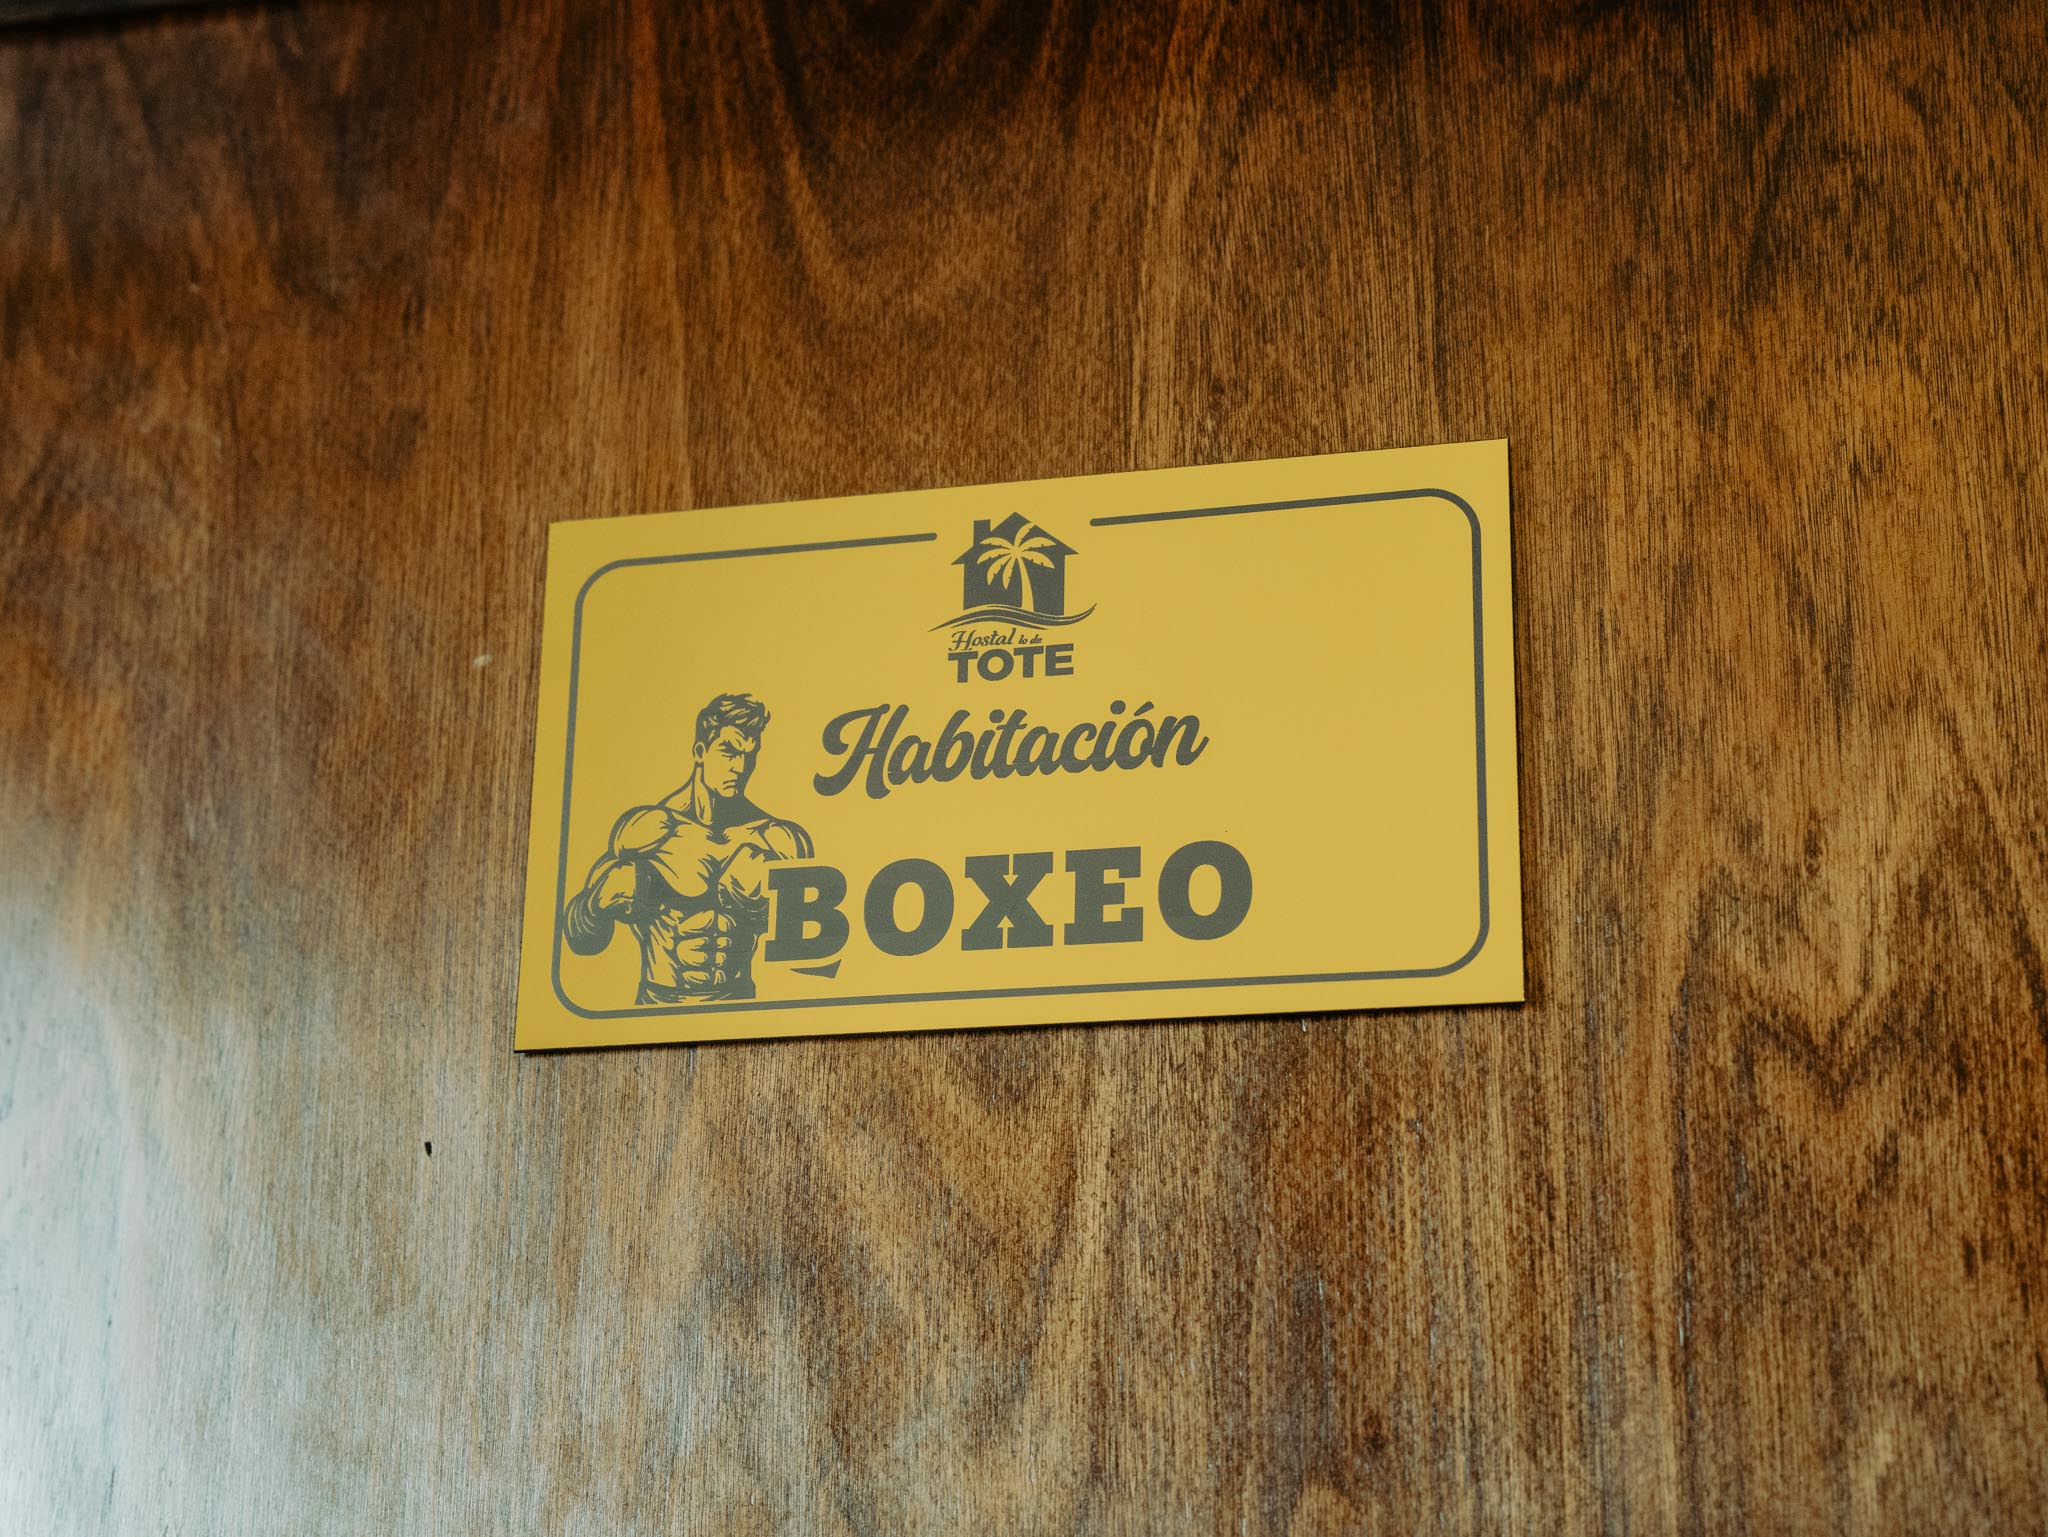 Hostal lo de
TOTE
Habitación
BOXEO